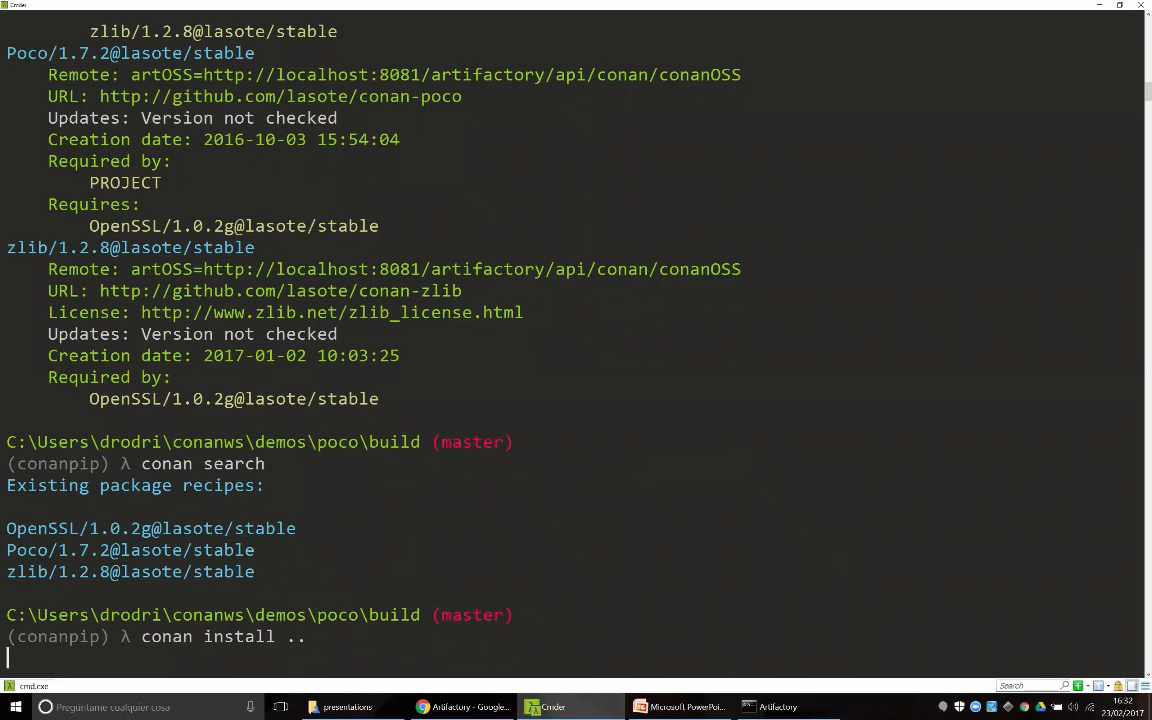 Cmder
zlib/1.2.8@lasote/stable
Poco/1.7.2@lasote/stable
Remote: artOSS=http://localhost:8081/artifactory/api/conan/conanOSS
URL: http://github.com/lasote/conan-poco
Updates: Version not checked
Creation date: 2016-10-03 15:54:04
Required by:
PROJECT
Requires:
OpenSSL/1.0.2g@lasote/stable
zlib/1.2.8@lasote/stable
Remote: artOSS=http://localhost:8081/artifactory/api/conan/conanOSS
URL: http://github.com/lasote/conan-zlib
License: http://www.zlib.net/zlib_license.html
Updates: Version not checked
Creation date: 2017-01-02 10:03:25
Required by:
OpenSSL/1.0.2g@lasote/stable
C:\Users\drodri\conanws\demos\poco\build (master)
(conanpip) λ conan search
Existing package recipes:
OpenSSL/1.0.2g@lasote/stable
Poco/1.7.2@lasote/stable
zlib/1.2.8@lasote/stable
C:\Users\drodri\conanws\demos\poco\build (master)
(conanpip) λ conan install ..
cmd.exe
Search
Pregúntame cualquier cosa
presentations
Artifactory - Google...
Cmder
Microsoft PowerPoi...
Artifactory
16:32
23/02/2017